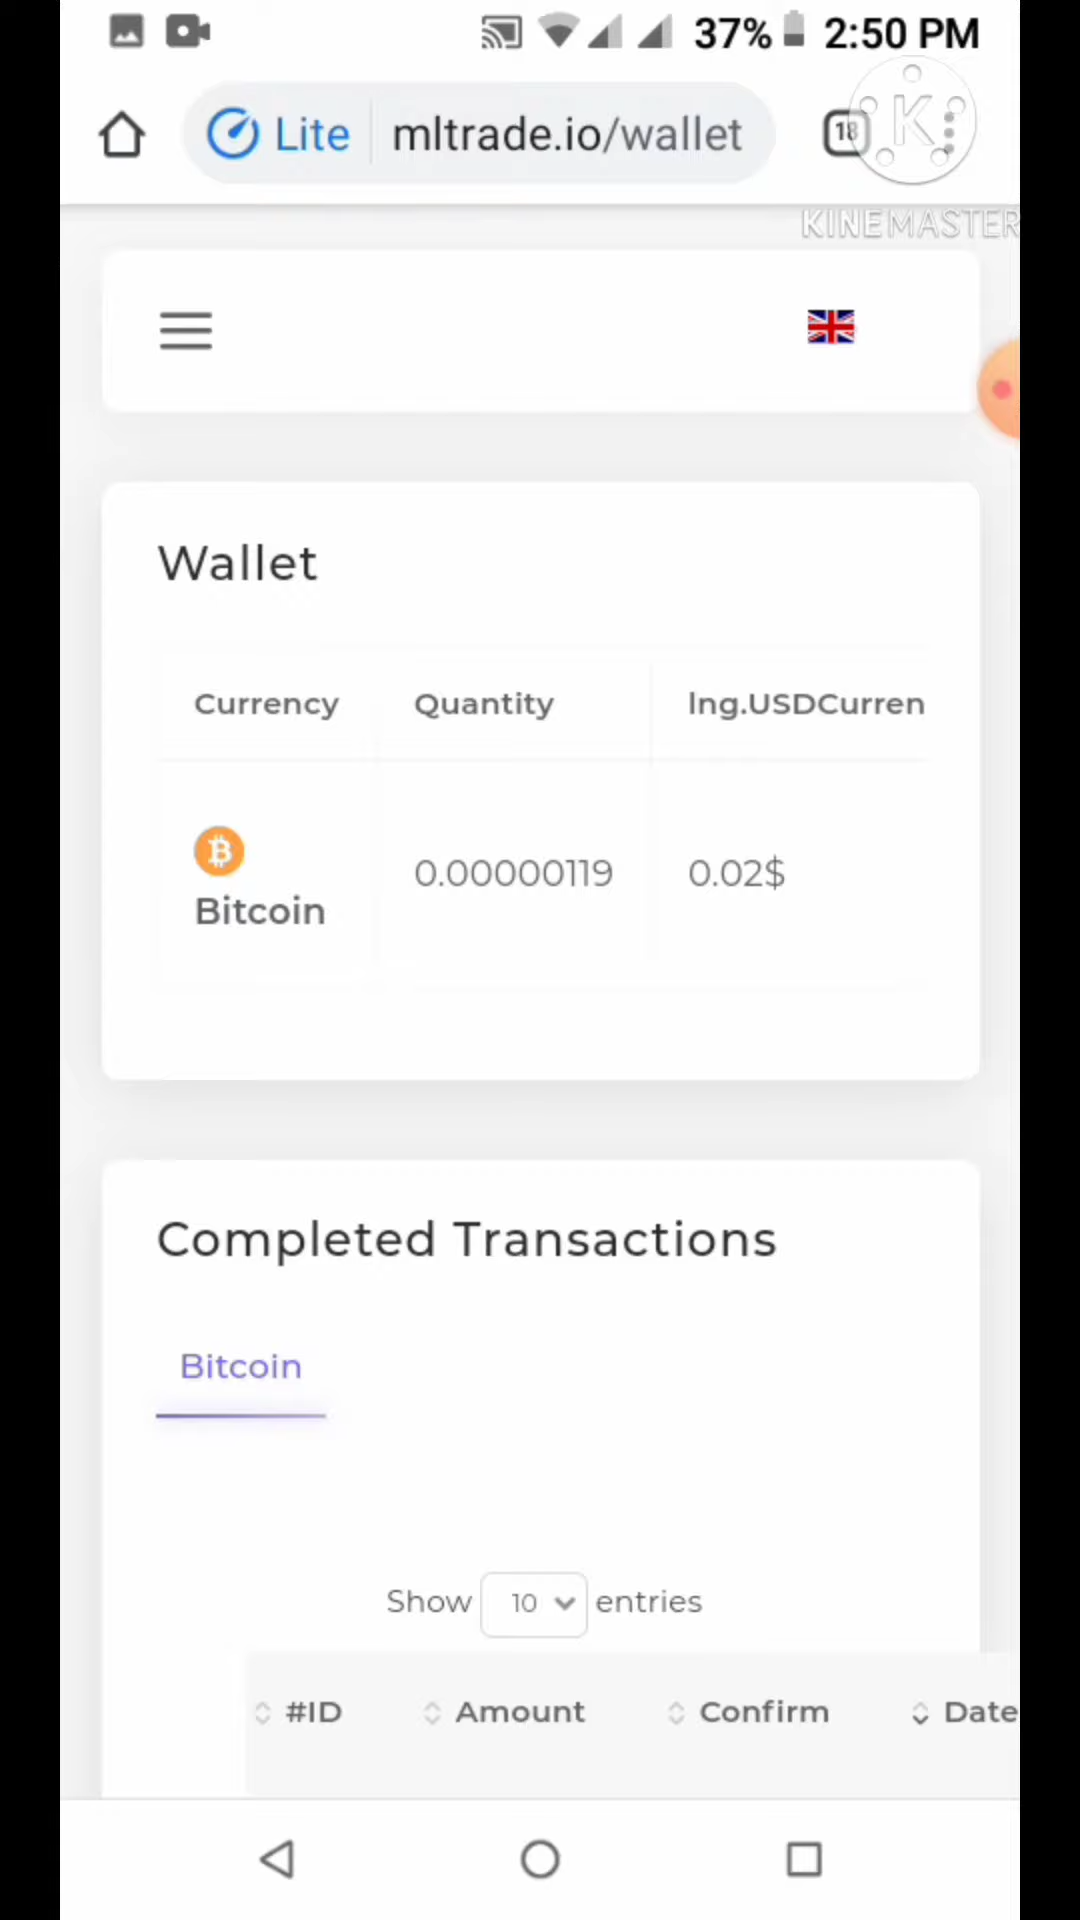 37% 2:50 PM
Lite mltrade.io/wallet 18
K
KINEMASTER
Wallet
Currency Quantity lng.USDCurren
Bitcoin 0.00000119 0.02$
Completed Transactions
Bitcoin
Show 10 entries
#ID Amount Confirm Date